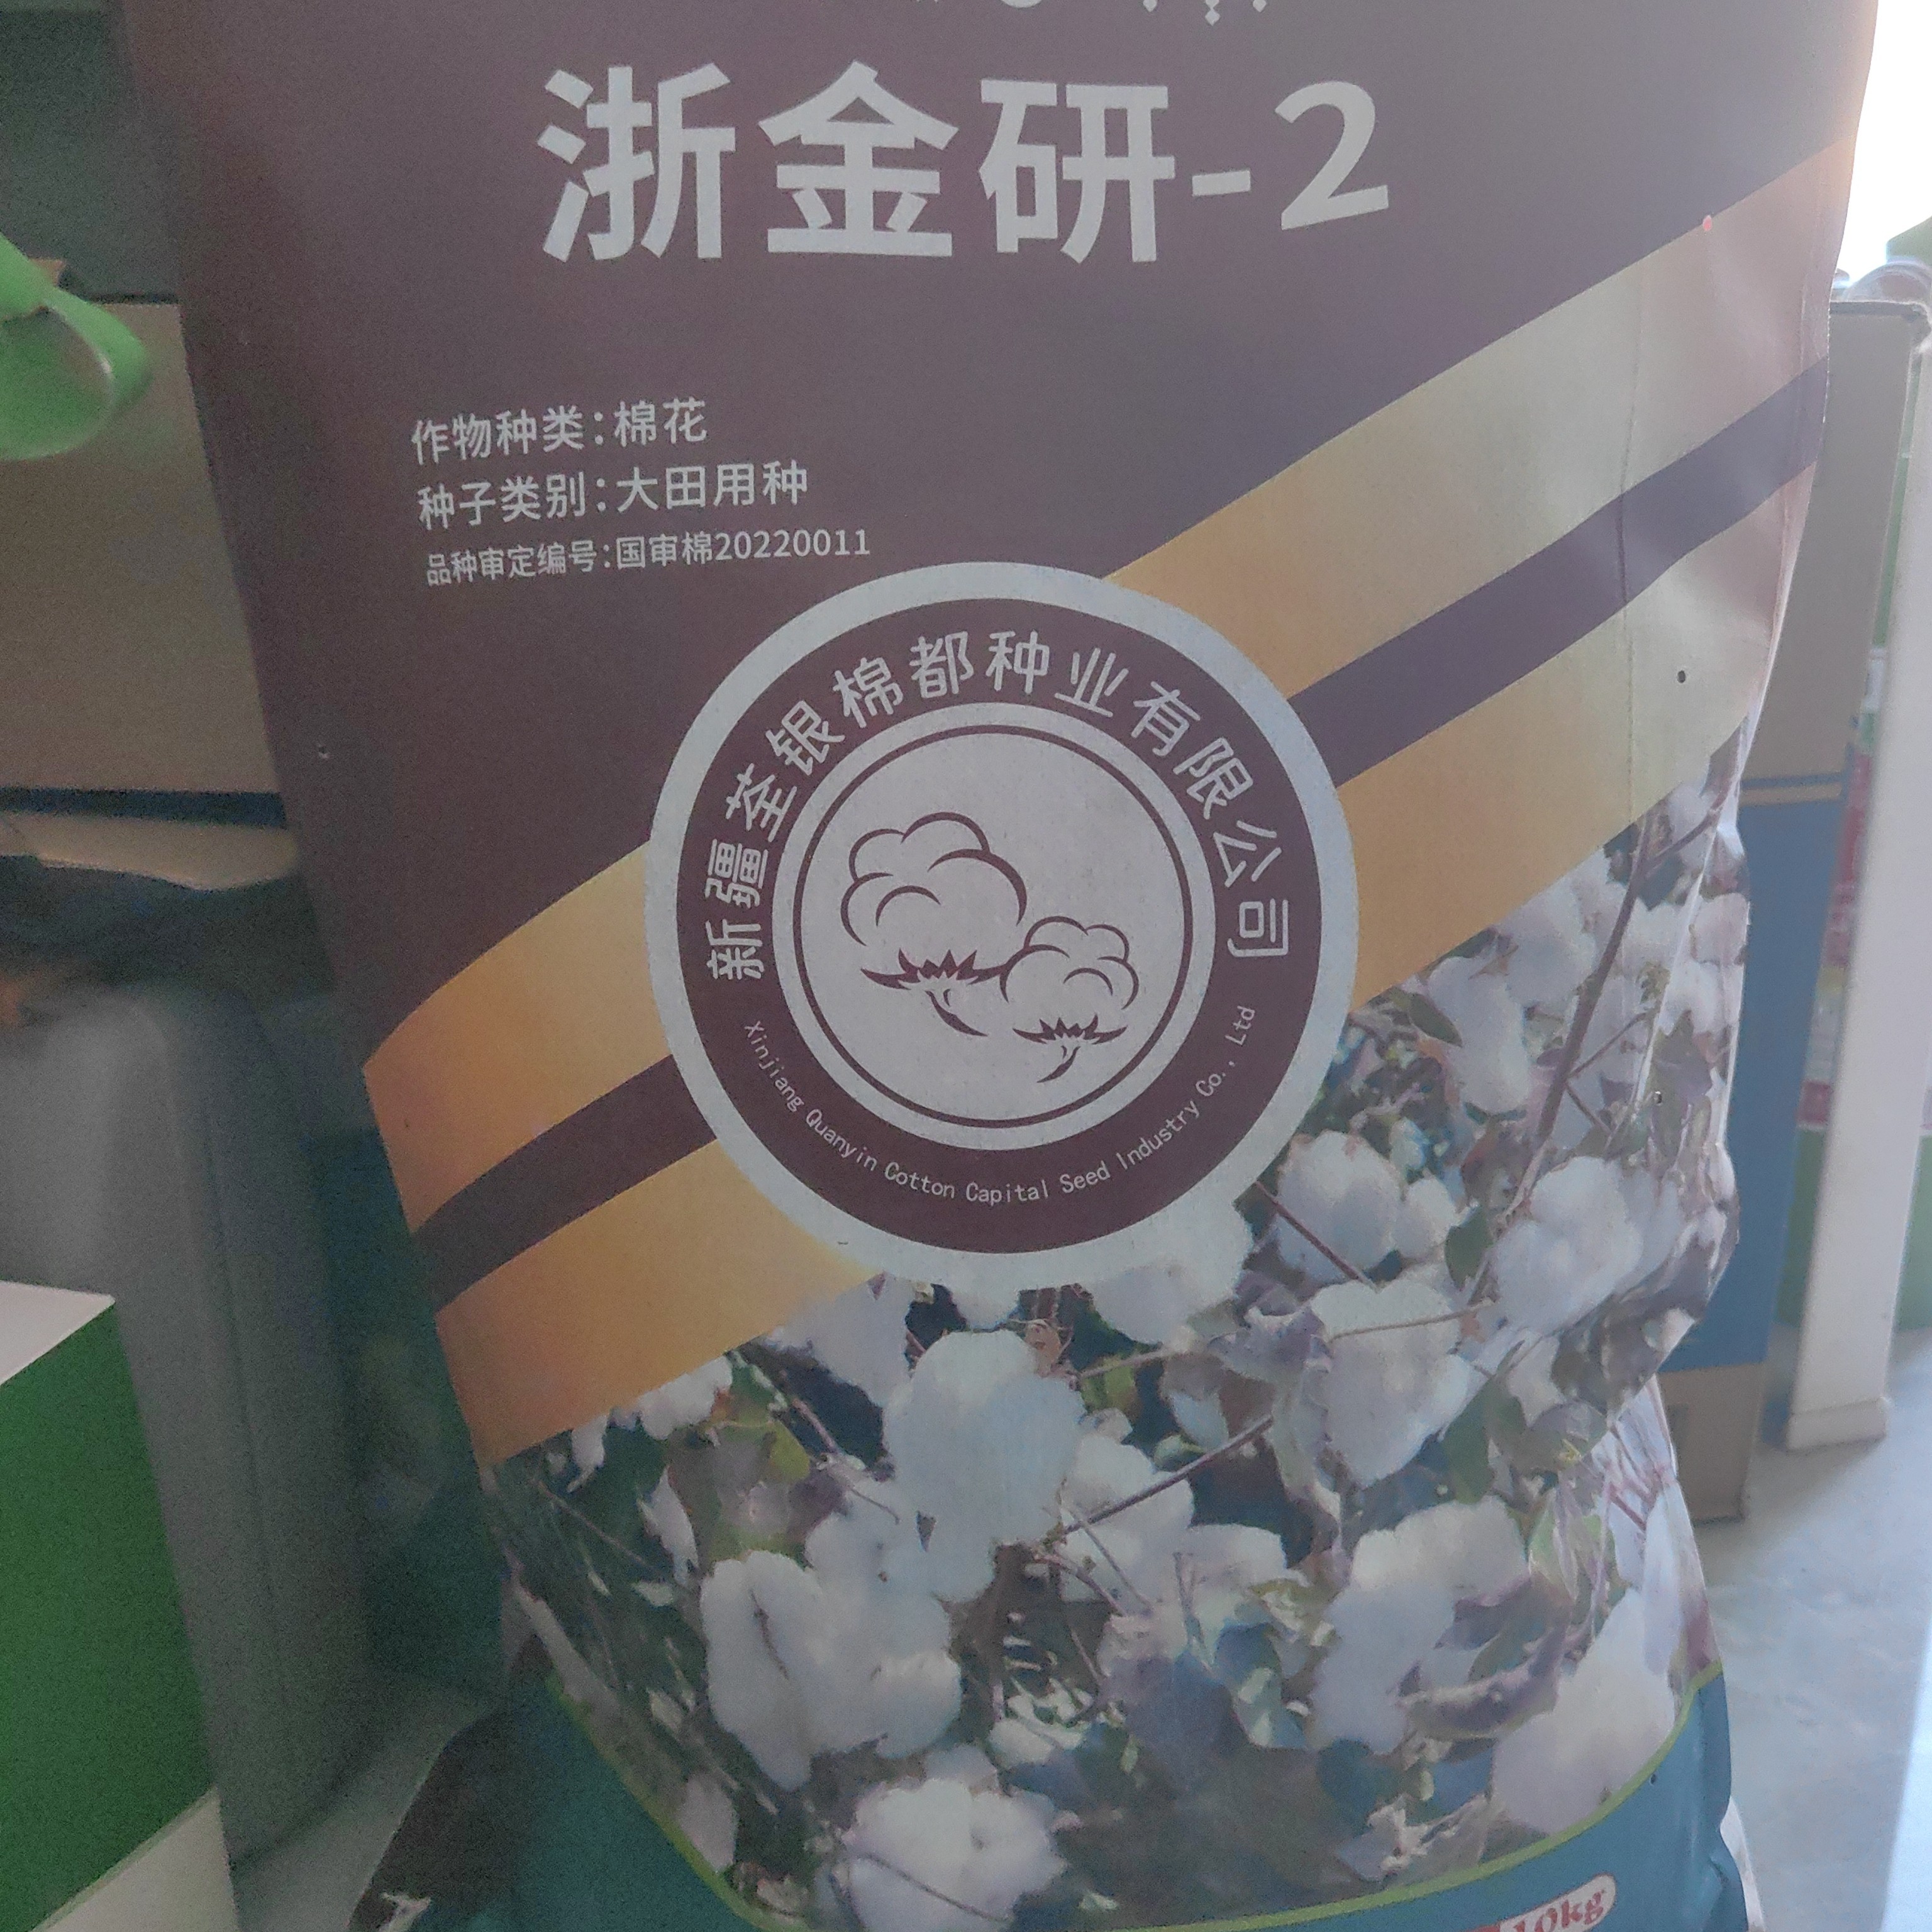 浙金研-2
作物种类:棉花
种子类别:大田用种
品种审定编号:国审棉20220011
新疆荃银棉都种业有限公司
Xinjiang Quanyin Cotton Capital Seed Industry Co., Ltd
10kg